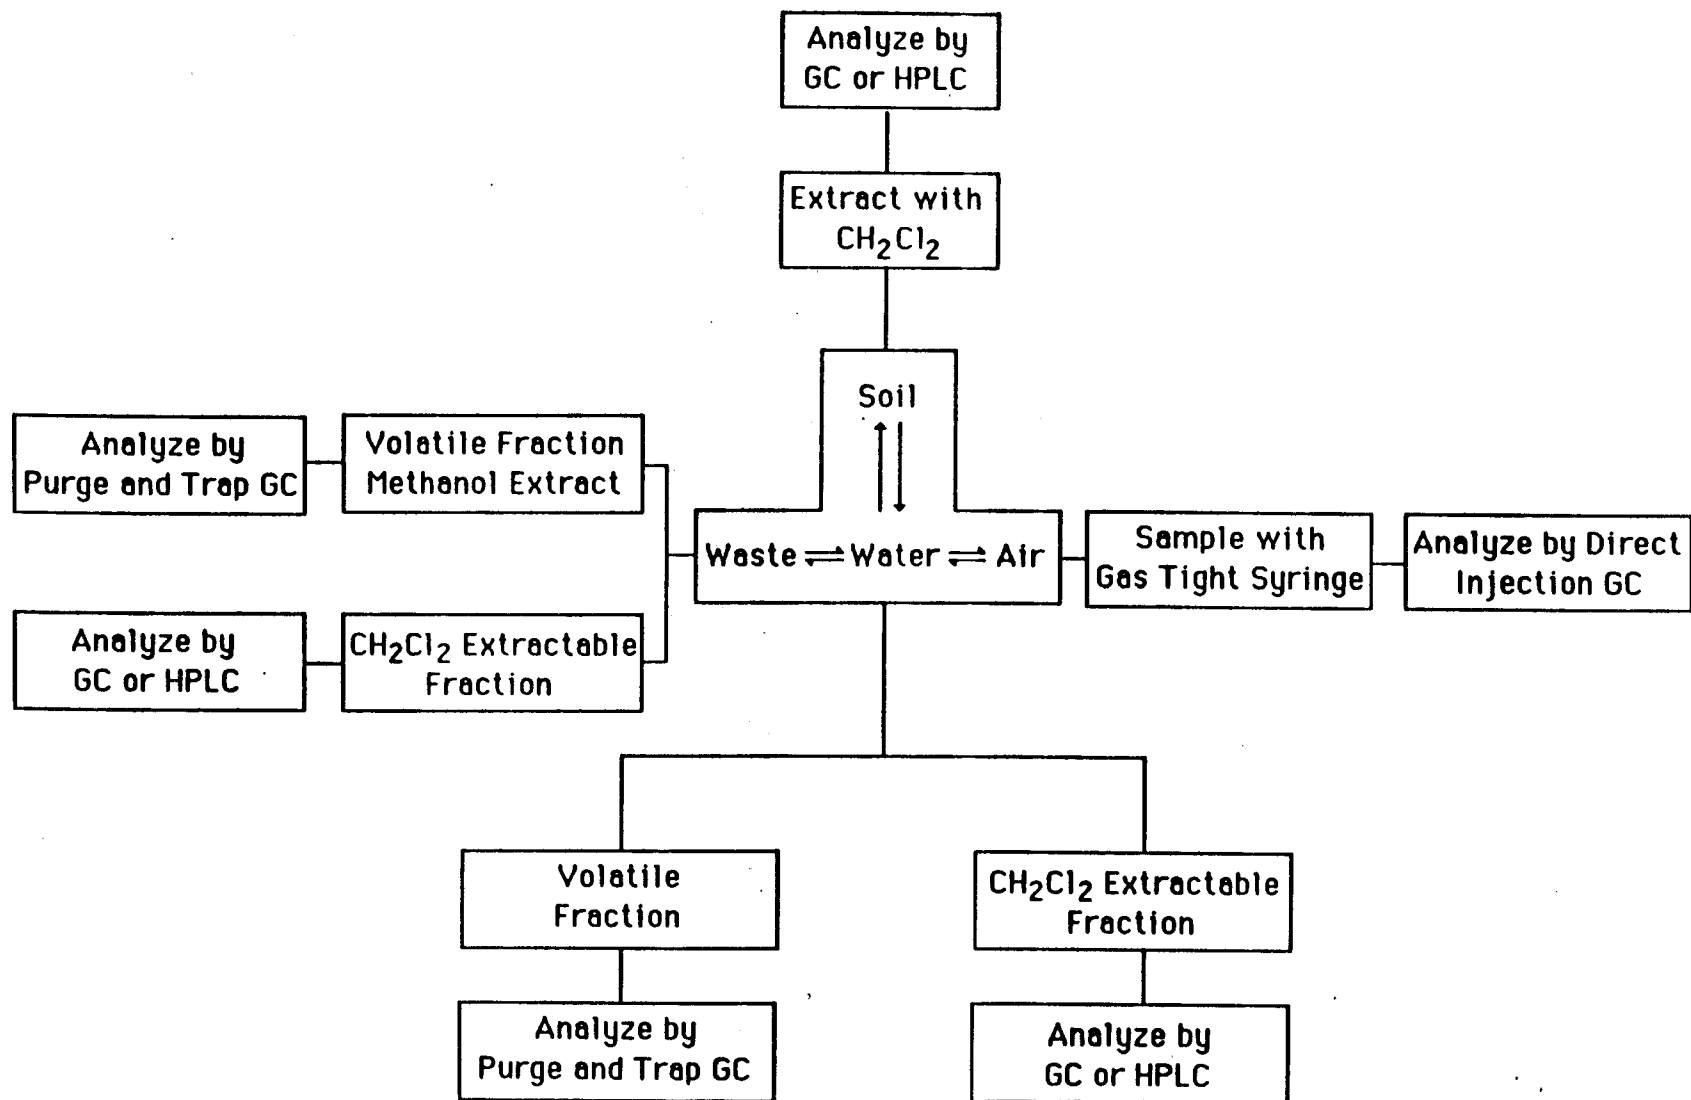 Analyze by
GC or HPLC
Extract with
CH₂Cl₂
Soil
Analyze by
Purge and Trap GC
Volatile Fraction
Methanol Extract
Waste ⇌ Water ⇌ Air
Sample with
Gas Tight Syringe
Analyze by Direct
Injection GC
Analyze by
GC or HPLC
CH₂Cl₂ Extractable
Fraction
Volatile
Fraction
CH₂Cl₂ Extractable
Fraction
Analyze by
Purge and Trap GC
Analyze by
GC or HPLC